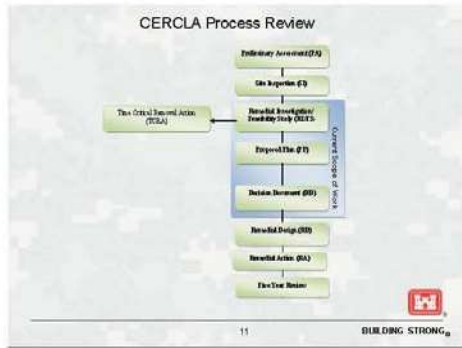 CERCLA Process Review
Preliminary Assessment (PA)
Site Inspection (SI)
Time Critical Removal Action
(TCRA)
Remedial Investigation/
Feasibility Study (RI/FS)
Proposed Plan (PP)
Decision Document (DD)
Current Scope of Work
Remedial Design (RD)
Remedial Action (RA)
Five Year Review
11
BUILDING STRONG®